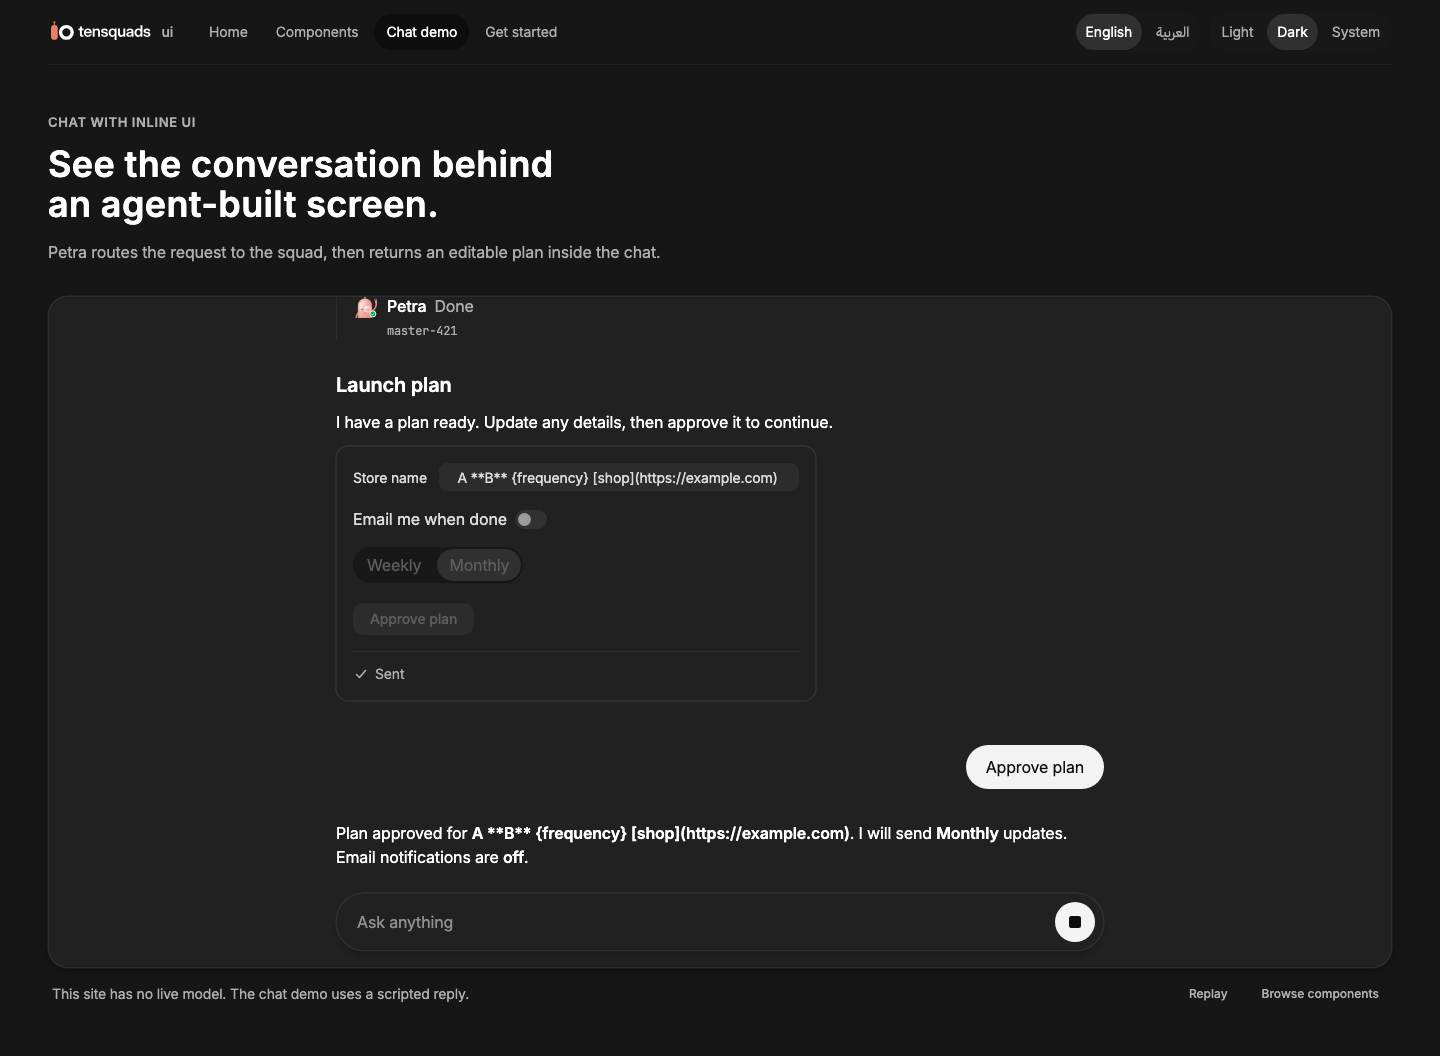 tensquads ui
Home
Components
Chat demo
Get started
English
العربية
Light
Dark
System
CHAT WITH INLINE UI
See the conversation behind
an agent-built screen.
Petra routes the request to the squad, then returns an editable plan inside the chat.
Petra Done
master-421
Launch plan
I have a plan ready. Update any details, then approve it to continue.
Store name A **B** {frequency} [shop](https://example.com)
Email me when done
Weekly Monthly
Approve plan
Sent
Approve plan
Plan approved for A **B** {frequency} [shop](https://example.com). I will send Monthly updates.
Email notifications are off.
Ask anything
This site has no live model. The chat demo uses a scripted reply.
Replay
Browse components